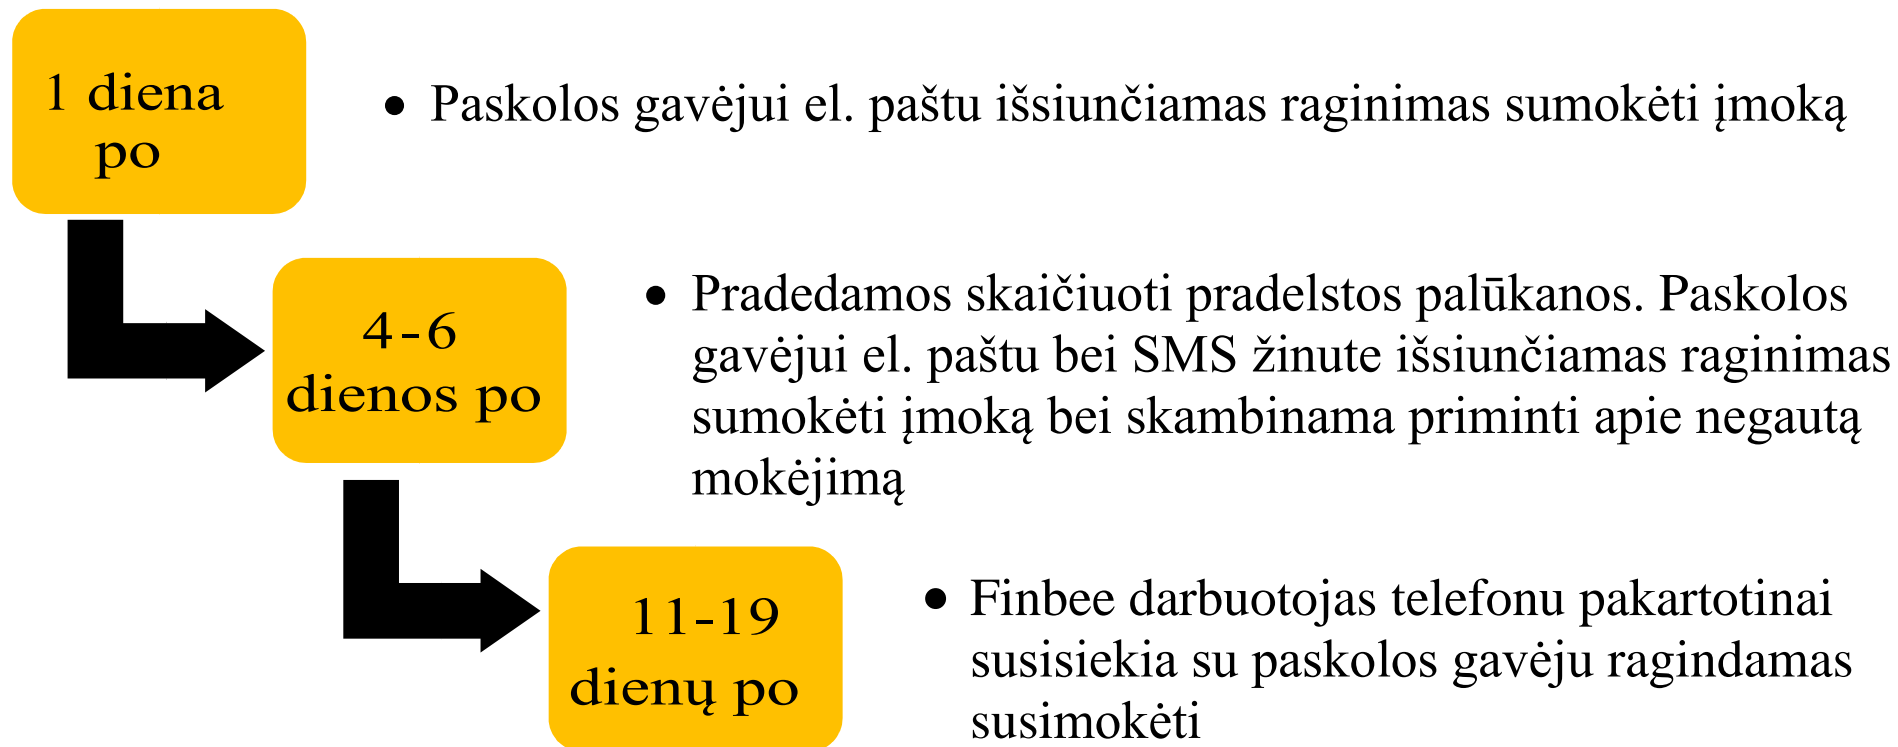 1 diena
po
• Paskolos gavėjui el. paštu išsiunčiamas raginimas sumokėti įmoką
4-6
dienos po
• Pradedamos skaičiuoti pradelstos palūkanos. Paskolos
gavėjui el. paštu bei SMS žinute išsiunčiamas raginimas
sumokėti įmoką bei skambinama priminti apie negautą
mokėjimą
11-19
dienų po
• Finbee darbuotojas telefonu pakartotinai
susisiekia su paskolos gavėju ragindamas
susimokėti